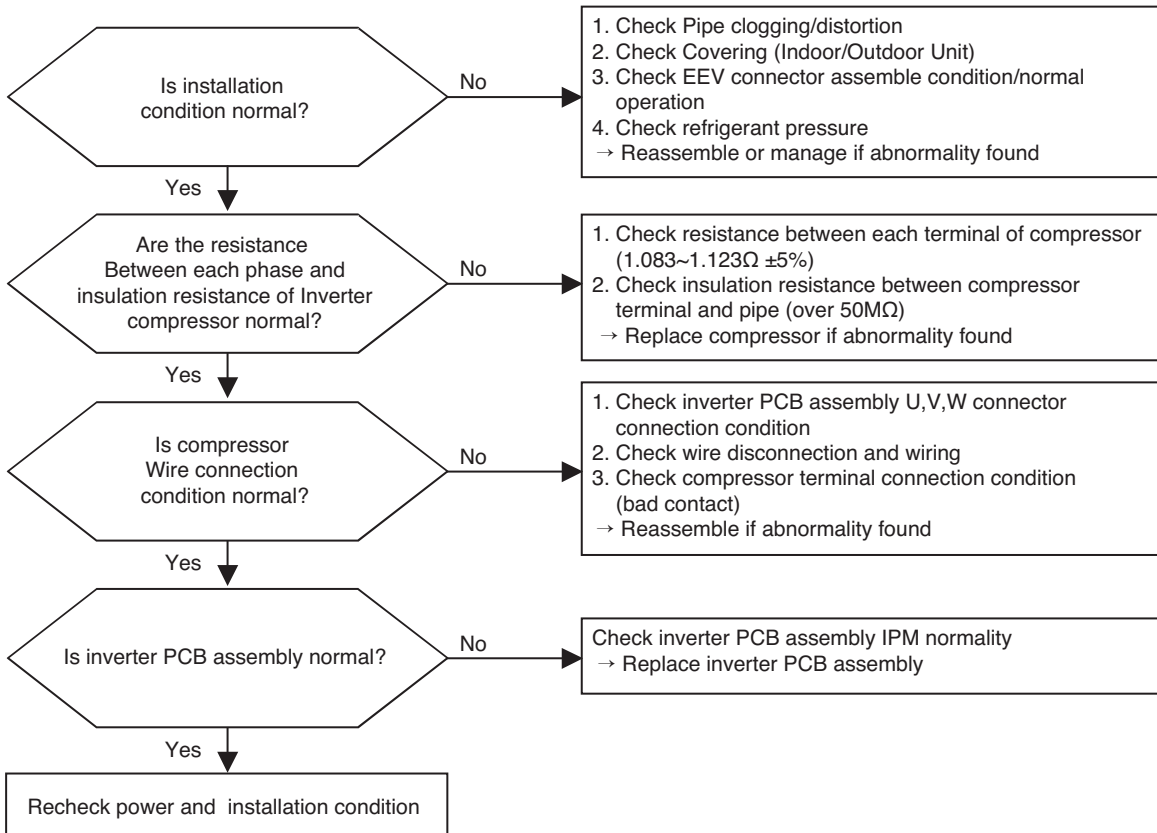 Is installation
condition normal?
No
1. Check Pipe clogging/distortion
2. Check Covering (Indoor/Outdoor Unit)
3. Check EEV connector assemble condition/normal
operation
4. Check refrigerant pressure
→ Reassemble or manage if abnormality found
Yes
Are the resistance
Between each phase and
insulation resistance of Inverter
compressor normal?
No
1. Check resistance between each terminal of compressor
(1.083~1.123Ω ±5%)
2. Check insulation resistance between compressor
terminal and pipe (over 50MΩ)
→ Replace compressor if abnormality found
Yes
Is compressor
Wire connection
condition normal?
No
1. Check inverter PCB assembly U,V,W connector
connection condition
2. Check wire disconnection and wiring
3. Check compressor terminal connection condition
(bad contact)
→ Reassemble if abnormality found
Yes
Is inverter PCB assembly normal?
No
Check inverter PCB assembly IPM normality
→ Replace inverter PCB assembly
Yes
Recheck power and installation condition